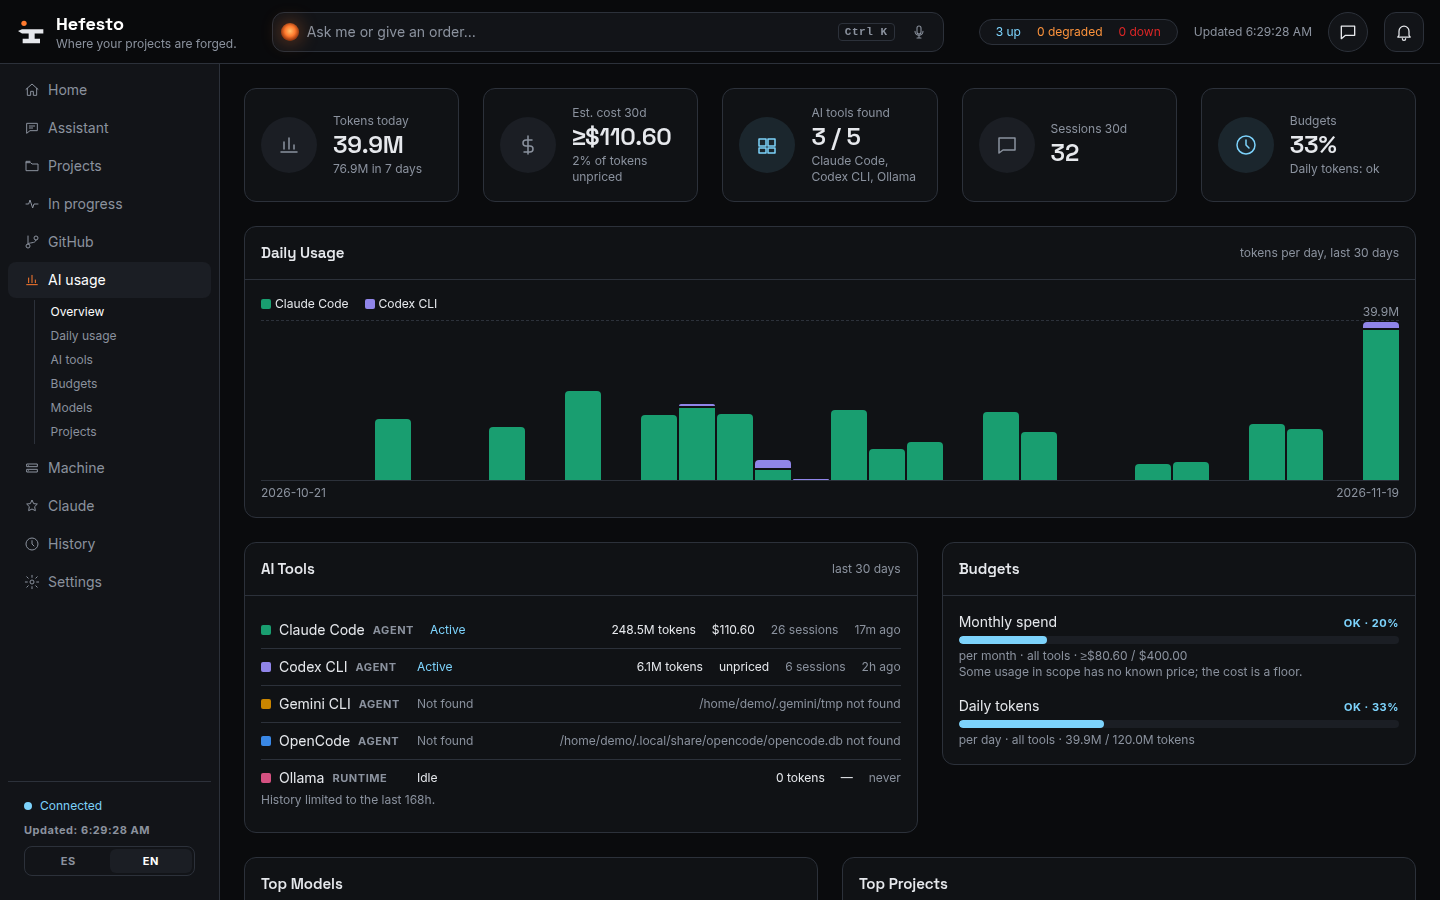 Hefesto
Where your projects are forged.
Ask me or give an order...
Ctrl K
3 up 0 degraded 0 down
Updated 6:29:28 AM
Home
Assistant
Projects
In progress
GitHub
AI usage
Overview
Daily usage
AI tools
Budgets
Models
Projects
Machine
Claude
History
Settings
Connected
Updated: 6:29:28 AM
ES EN
Tokens today
39.9M
76.9M in 7 days
Est. cost 30d
≥$110.60
2% of tokens
unpriced
AI tools found
3 / 5
Claude Code,
Codex CLI, Ollama
Sessions 30d
32
Budgets
33%
Daily tokens: ok
Daily Usage
tokens per day, last 30 days
Claude Code Codex CLI
39.9M
2026-10-21 2026-11-19
AI Tools
last 30 days
Claude Code AGENT Active 248.5M tokens $110.60 26 sessions 17m ago
Codex CLI AGENT Active 6.1M tokens unpriced 6 sessions 2h ago
Gemini CLI AGENT Not found /home/demo/.gemini/tmp not found
OpenCode AGENT Not found /home/demo/.local/share/opencode/opencode.db not found
Ollama RUNTIME Idle 0 tokens — never
History limited to the last 168h.
Budgets
Monthly spend OK · 20%
per month · all tools · ≥$80.60 / $400.00
Some usage in scope has no known price; the cost is a floor.
Daily tokens OK · 33%
per day · all tools · 39.9M / 120.0M tokens
Top Models
Top Projects